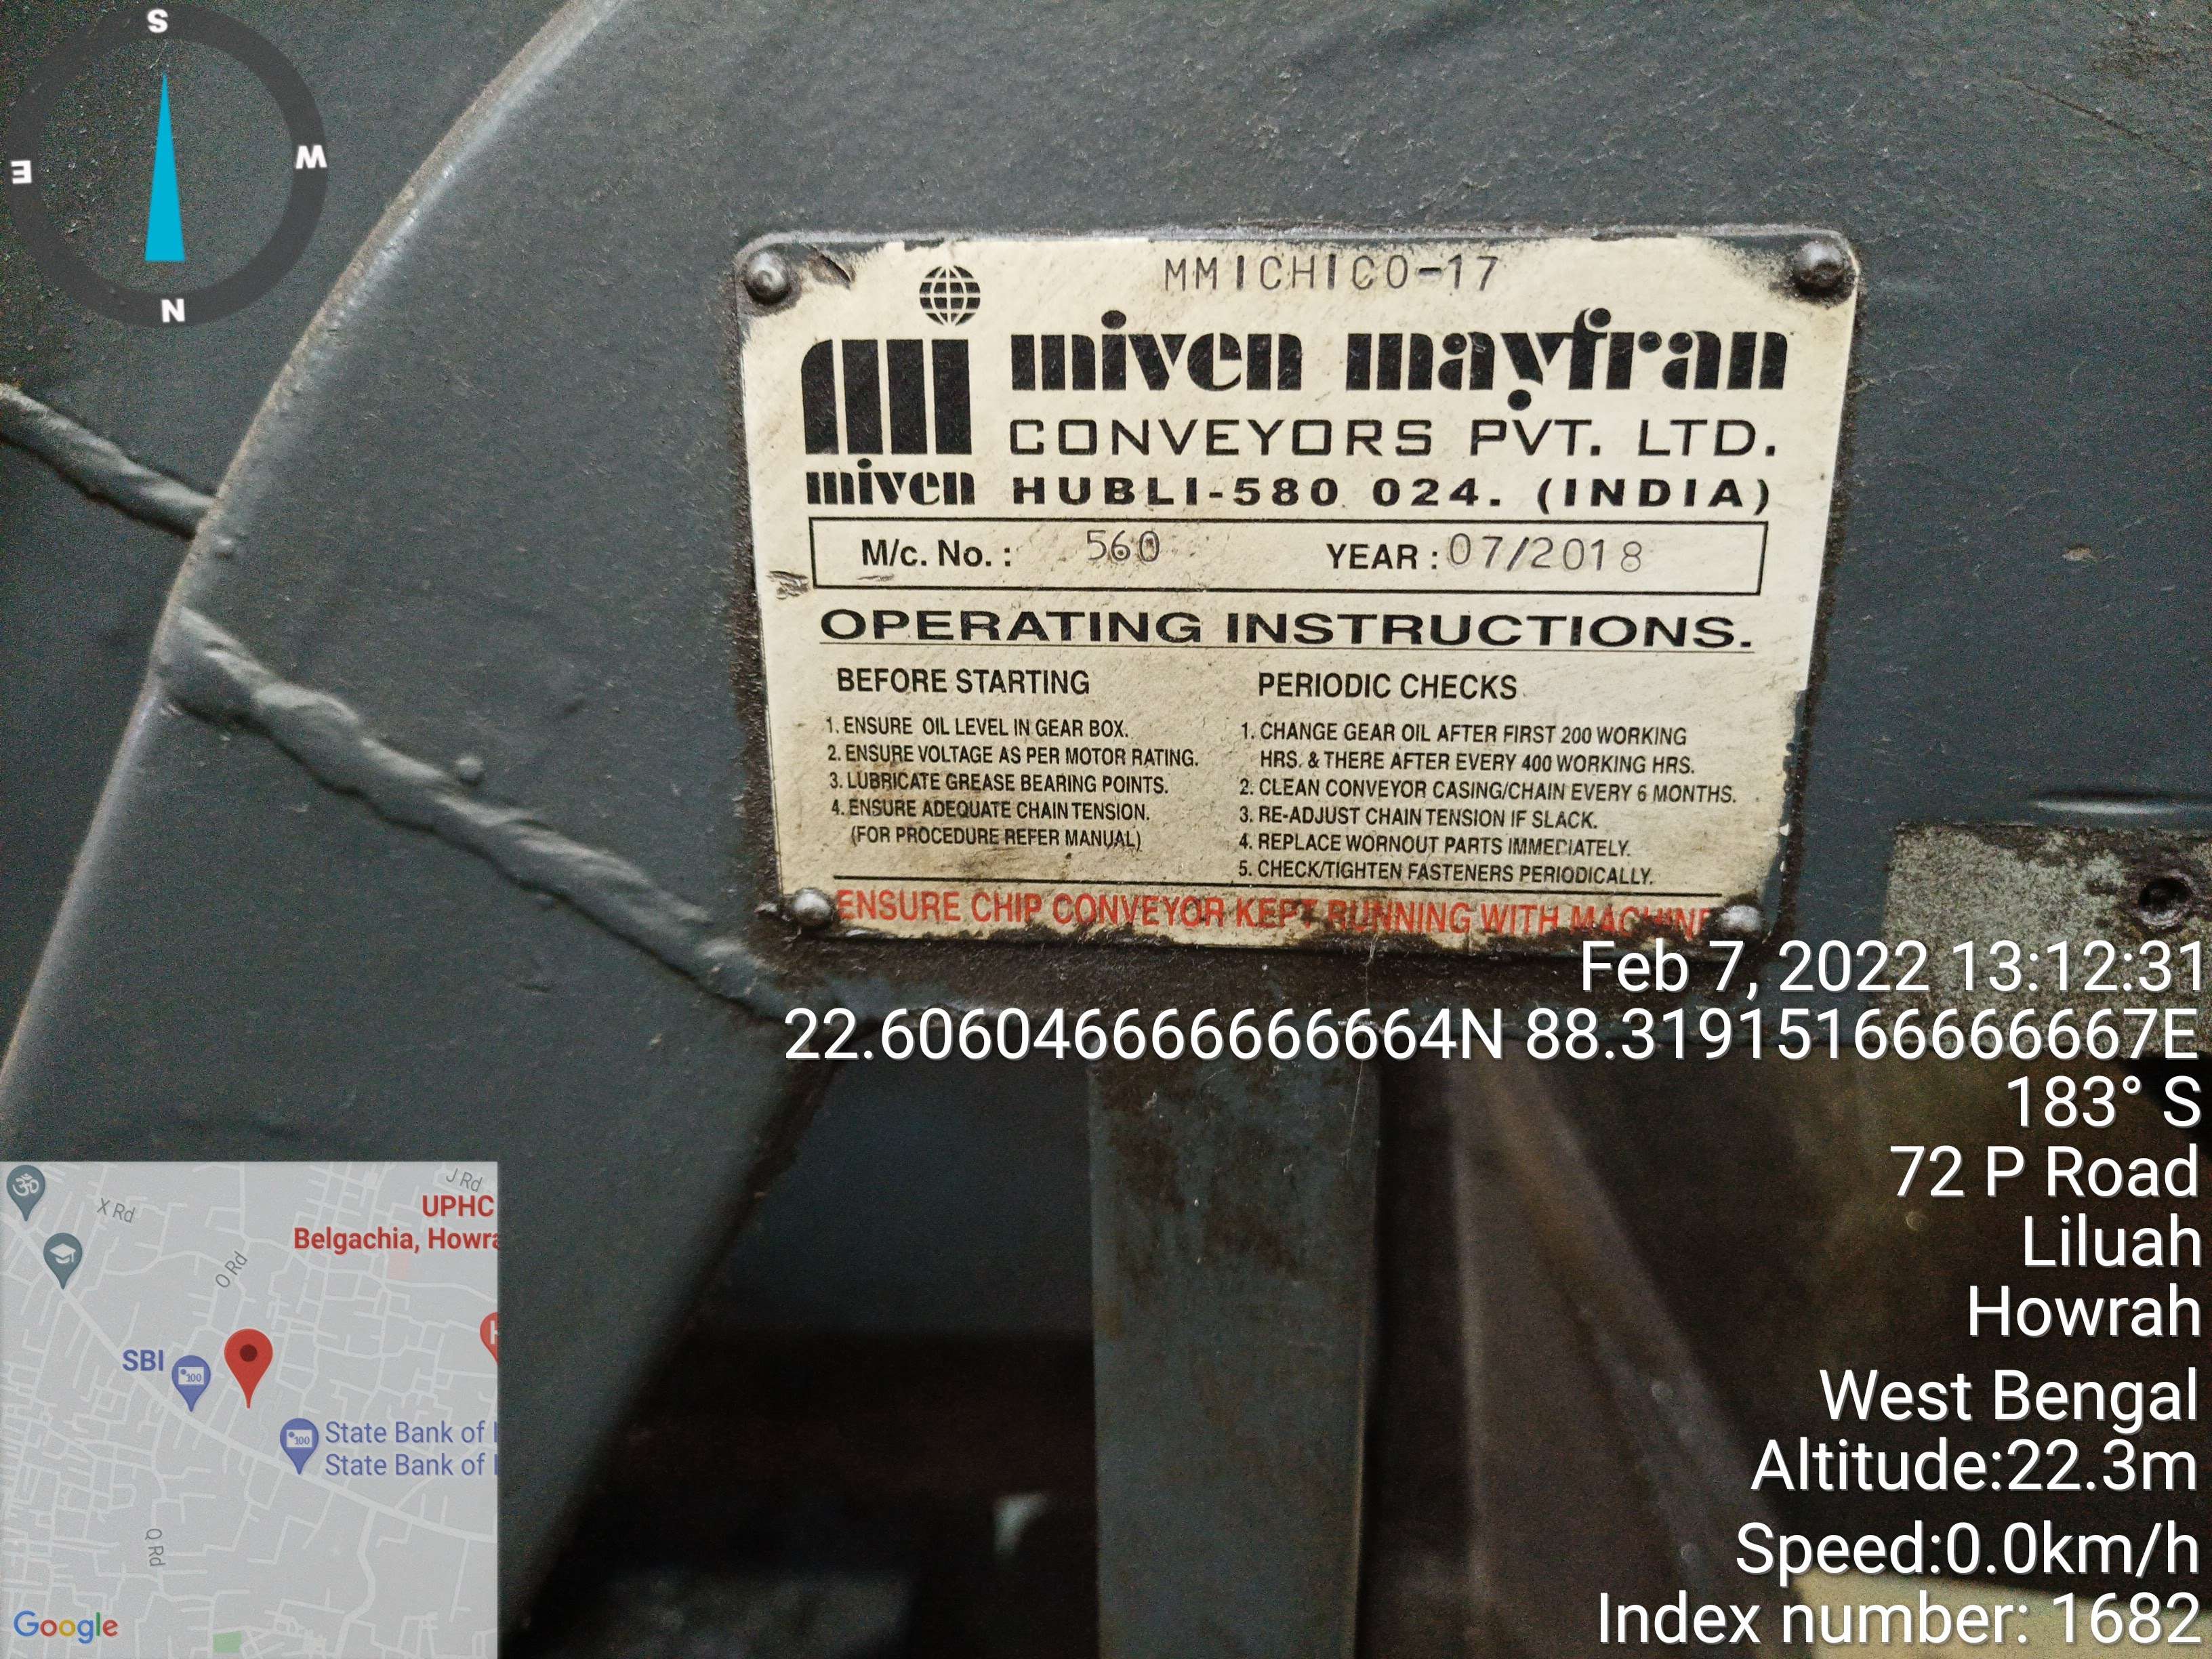 S
W
E
N
MMICHICO-17
miven mayfran
CONVEYORS PVT. LTD.
miven HUBLI-580 024. (INDIA)
M/c. No. : 560 YEAR : 07/2018
OPERATING INSTRUCTIONS.
BEFORE STARTING
1. ENSURE OIL LEVEL IN GEAR BOX.
2. ENSURE VOLTAGE AS PER MOTOR RATING.
3. LUBRICATE GREASE BEARING POINTS.
4. ENSURE ADEQUATE CHAIN TENSION.
(FOR PROCEDURE REFER MANUAL)
PERIODIC CHECKS
1. CHANGE GEAR OIL AFTER FIRST 200 WORKING
HRS. & THERE AFTER EVERY 400 WORKING HRS.
2. CLEAN CONVEYOR CASING/CHAIN EVERY 6 MONTHS.
3. RE-ADJUST CHAIN TENSION IF SLACK.
4. REPLACE WORNOUT PARTS IMMEDIATELY.
5. CHECK/TIGHTEN FASTENERS PERIODICALLY.
ENSURE CHIP CONVEYOR KEPT RUNNING WITH MACHINE
Feb 7, 2022 13:12:31
22.606046666666664N 88.31915166666667E
183° S
72 P Road
Liluah
Howrah
West Bengal
Altitude:22.3m
Speed:0.0km/h
Index number: 1682
J Rd
X Rd
UPHC
Belgachia, Howra
O Rd
SBI
100
100
State Bank of I
State Bank of I
Q Rd
H
Google